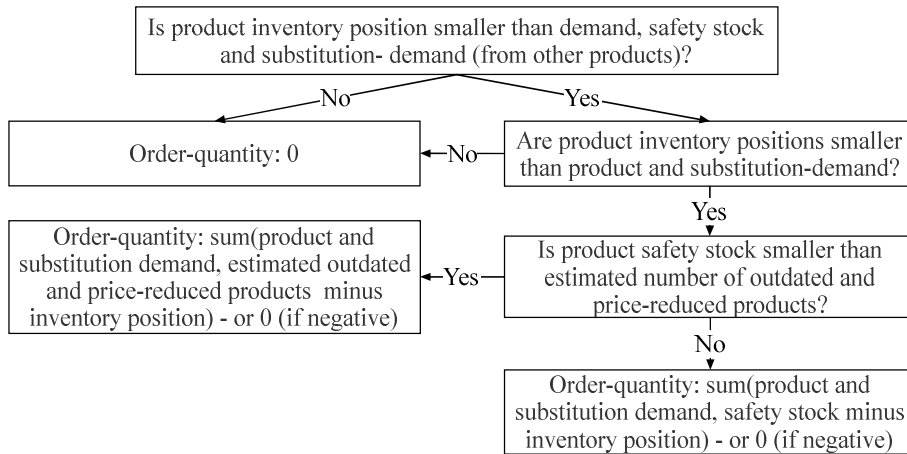 Is product inventory position smaller than demand, safety stock
and substitution- demand (from other products)?
No
Yes
Order-quantity: 0
No
Are product inventory positions smaller
than product and substitution-demand?
Yes
Order-quantity: sum(product and
substitution demand, estimated outdated
and price-reduced products minus
inventory position) - or 0 (if negative)
Yes
Is product safety stock smaller than
estimated number of outdated and
price-reduced products?
No
Order-quantity: sum(product and
substitution demand, safety stock minus
inventory position) - or 0 (if negative)